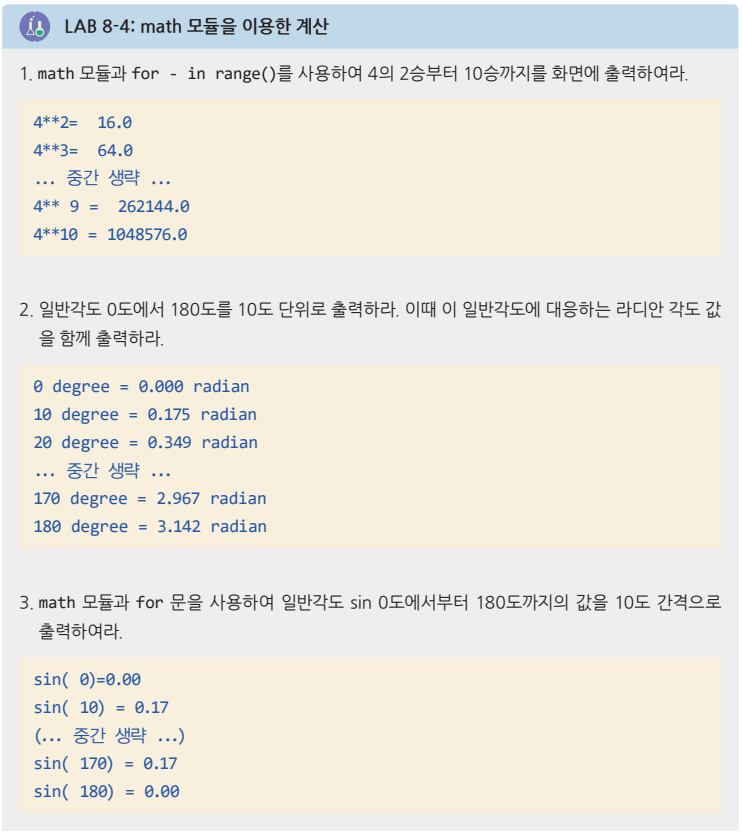 LAB 8-4: math 모듈을 이용한 계산
1. math 모듈과 for - in range()를 사용하여 4의 2승부터 10승까지를 화면에 출력하여라.
4**2=  16.0
4**3=  64.0
... 중간 생략 ...
4** 9 =  262144.0
4**10 = 1048576.0
2. 일반각도 0도에서 180도를 10도 단위로 출력하라. 이때 이 일반각도에 대응하는 라디안 각도 값
을 함께 출력하라.
0 degree = 0.000 radian
10 degree = 0.175 radian
20 degree = 0.349 radian
... 중간 생략 ...
170 degree = 2.967 radian
180 degree = 3.142 radian
3. math 모듈과 for 문을 사용하여 일반각도 sin 0도에서부터 180도까지의 값을 10도 간격으로
출력하여라.
sin( 0)=0.00
sin( 10) = 0.17
(... 중간 생략 ...)
sin( 170) = 0.17
sin( 180) = 0.00